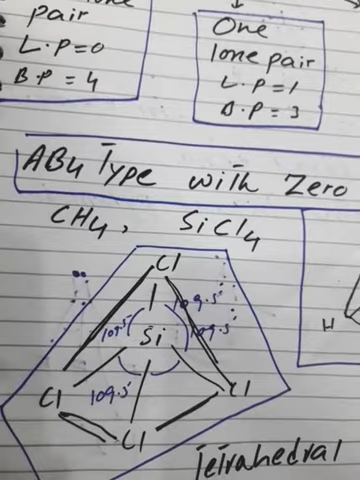 pair
L.P=0
B.P = 4
One
lone pair
L.P=1
B.P = 3
AB4 Type with Zero
CH4, SiCl4
Cl
109.5°
109.5° Si 109.5°
Cl 109.5° Cl
Cl
H
Tetrahedral